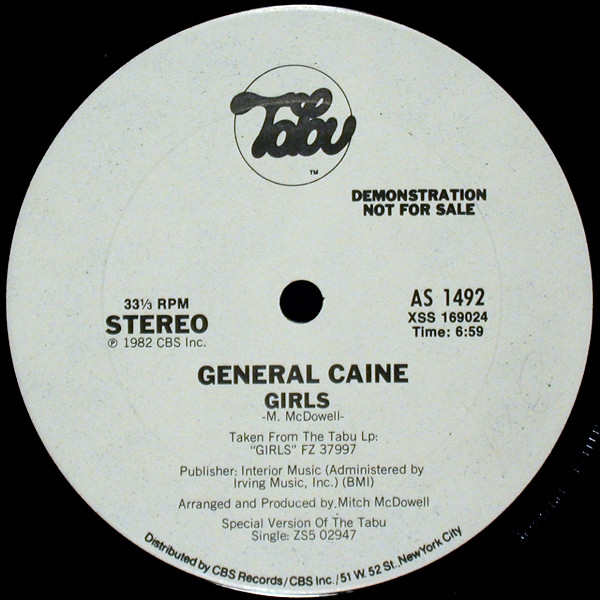 Tabu
TM
DEMONSTRATION
NOT FOR SALE
33⅓ RPM
STEREO
℗ 1982 CBS Inc.
AS 1492
XSS 169024
Time: 6:59
GENERAL CAINE
GIRLS
-M. McDowell-
Taken From The Tabu Lp:
"GIRLS" FZ 37997
Publisher: Interior Music (Administered by
Irving Music, Inc.) (BMI)
Arranged and Produced by Mitch McDowell
Special Version Of The Tabu
Single: ZS5 02947
Distributed by CBS Records/CBS Inc./51 W. 52 St., New York City